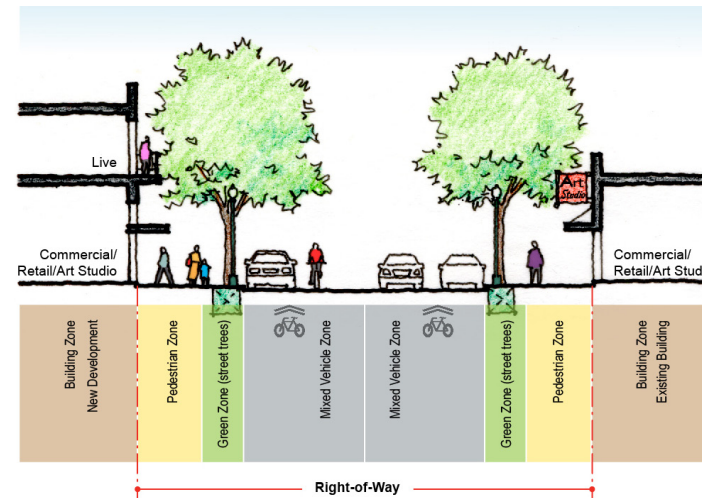 Live
Commercial/
Retail/Art Studio
Art
Studio
Commercial/
Retail/Art Stud
Building Zone
New Development
Pedestrian Zone
Green Zone (street trees)
Mixed Vehicle Zone
Mixed Vehicle Zone
Green Zone (street trees)
Pedestrian Zone
Building Zone
Existing Building
Right-of-Way